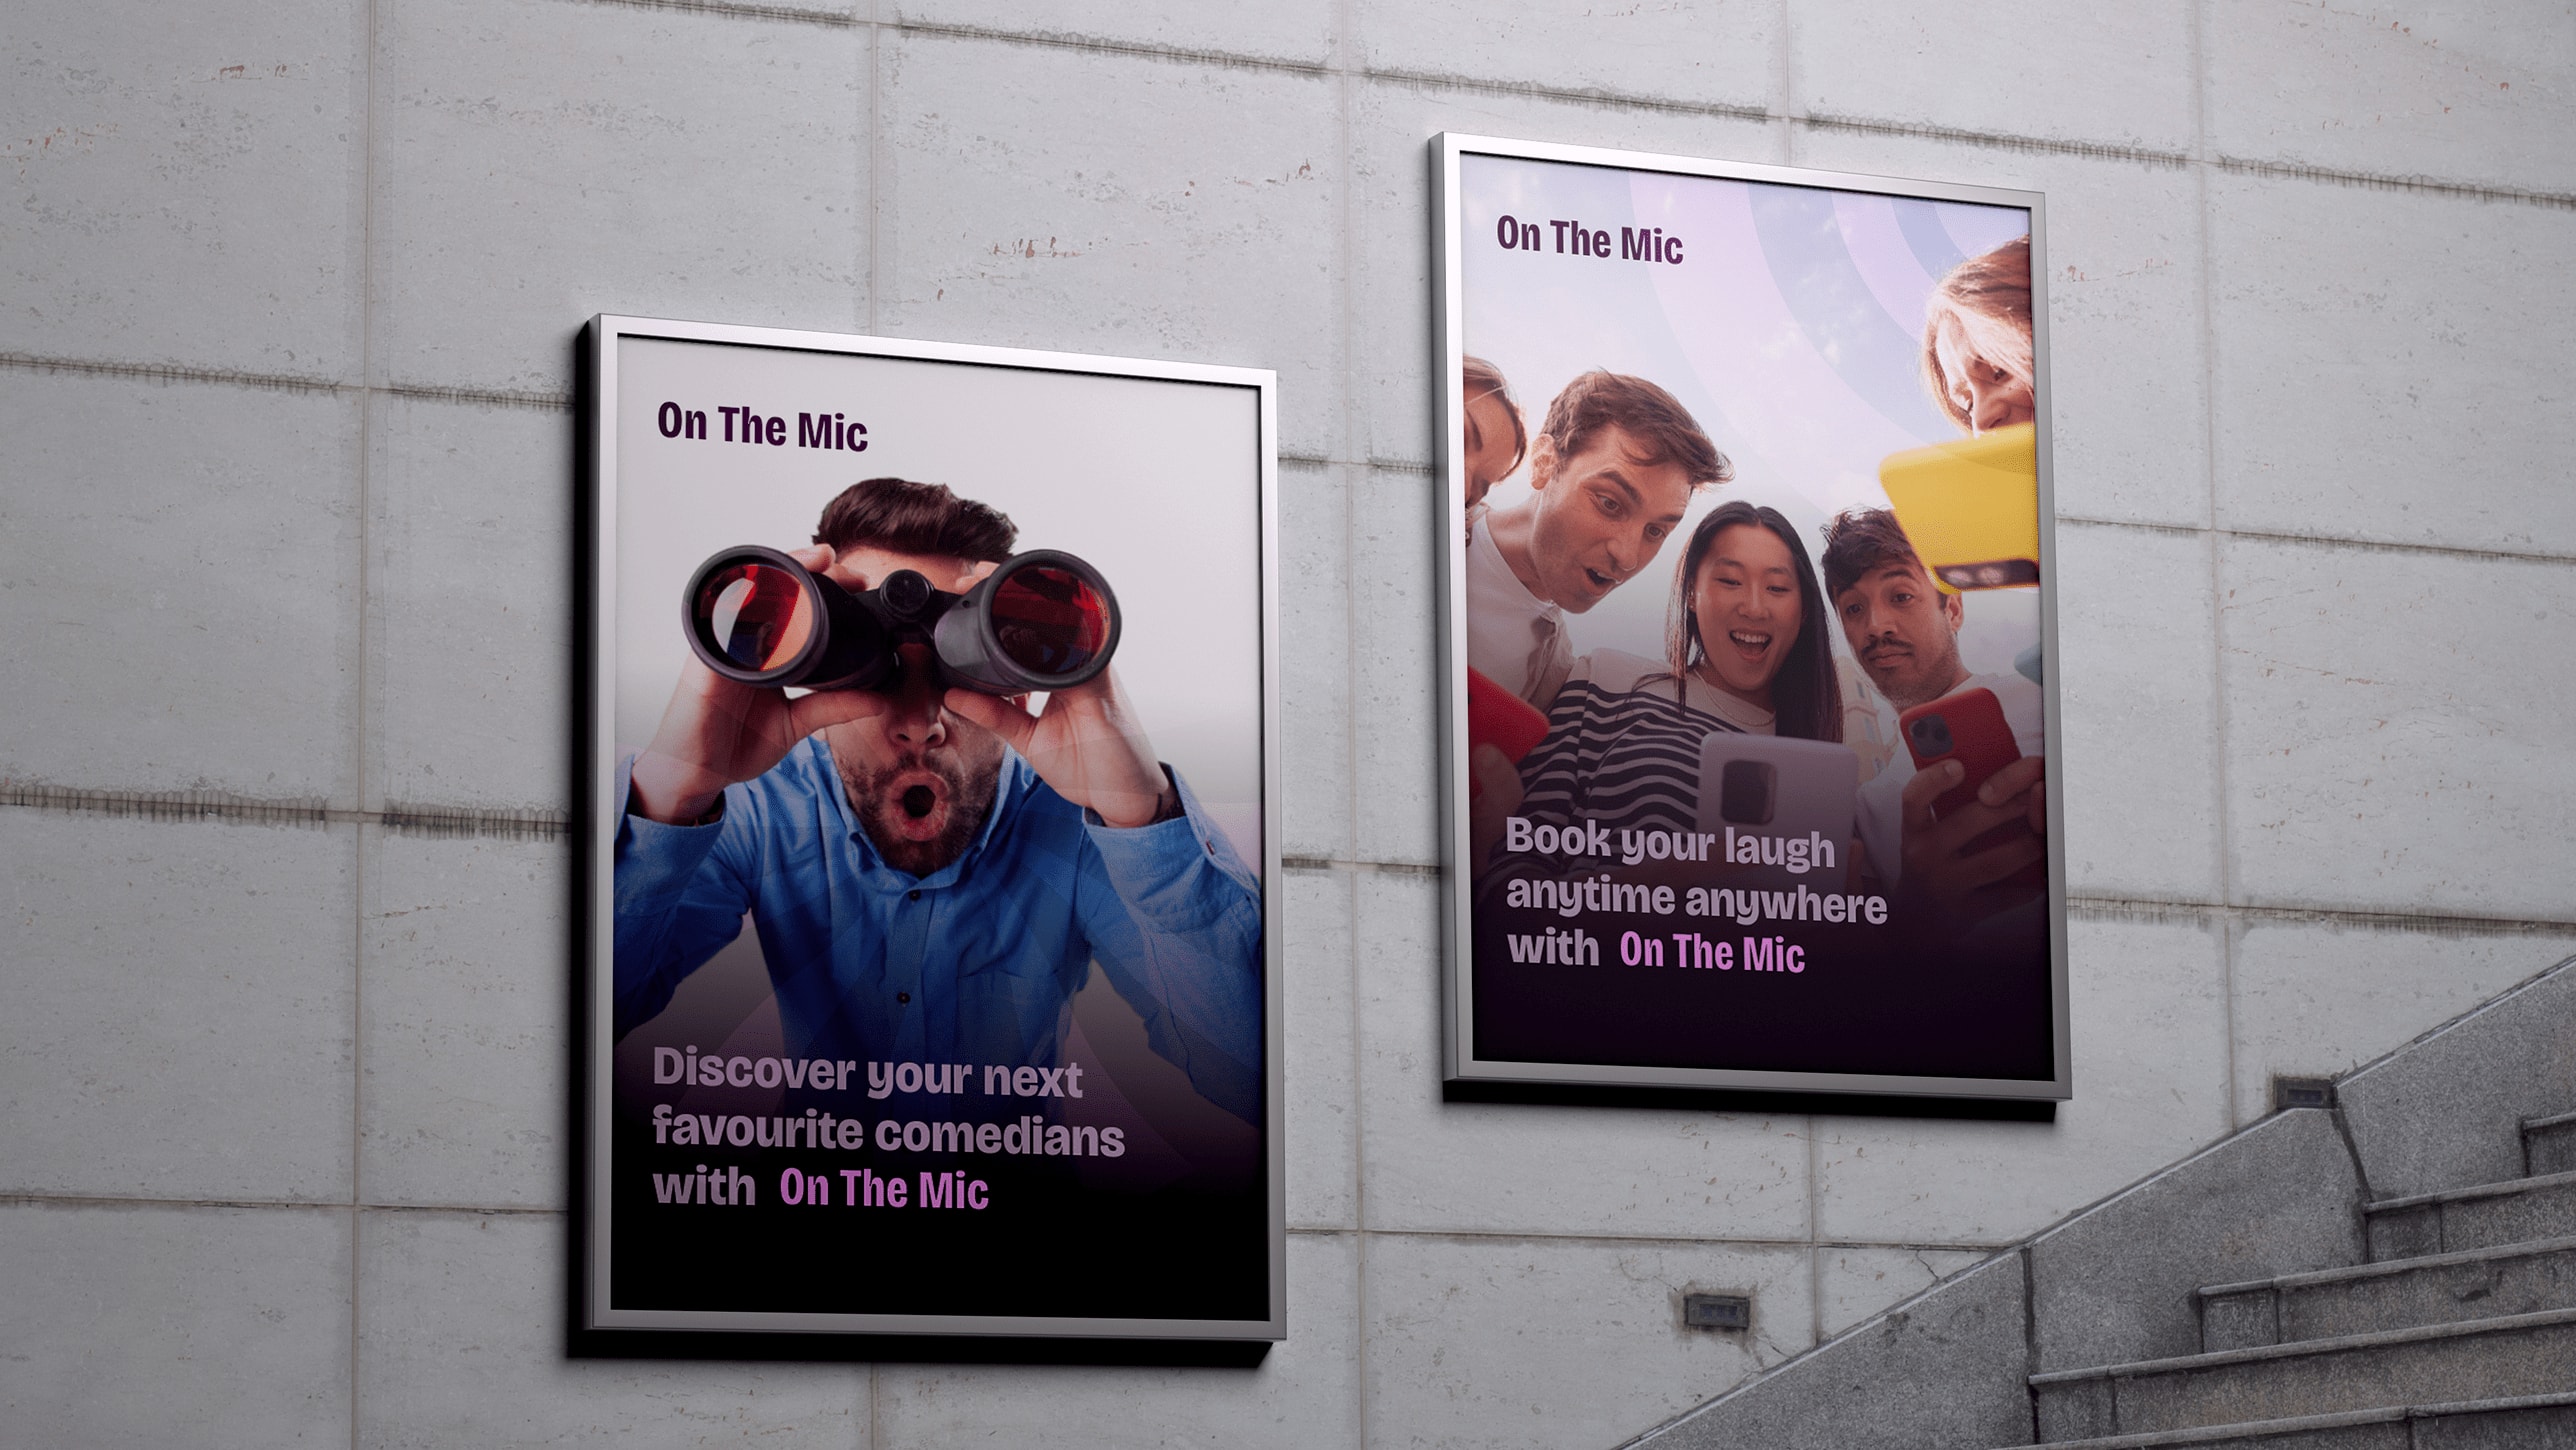 On The Mic
Discover your next
favourite comedians
with On The Mic
On The Mic
Book your laugh
anytime anywhere
with On The Mic